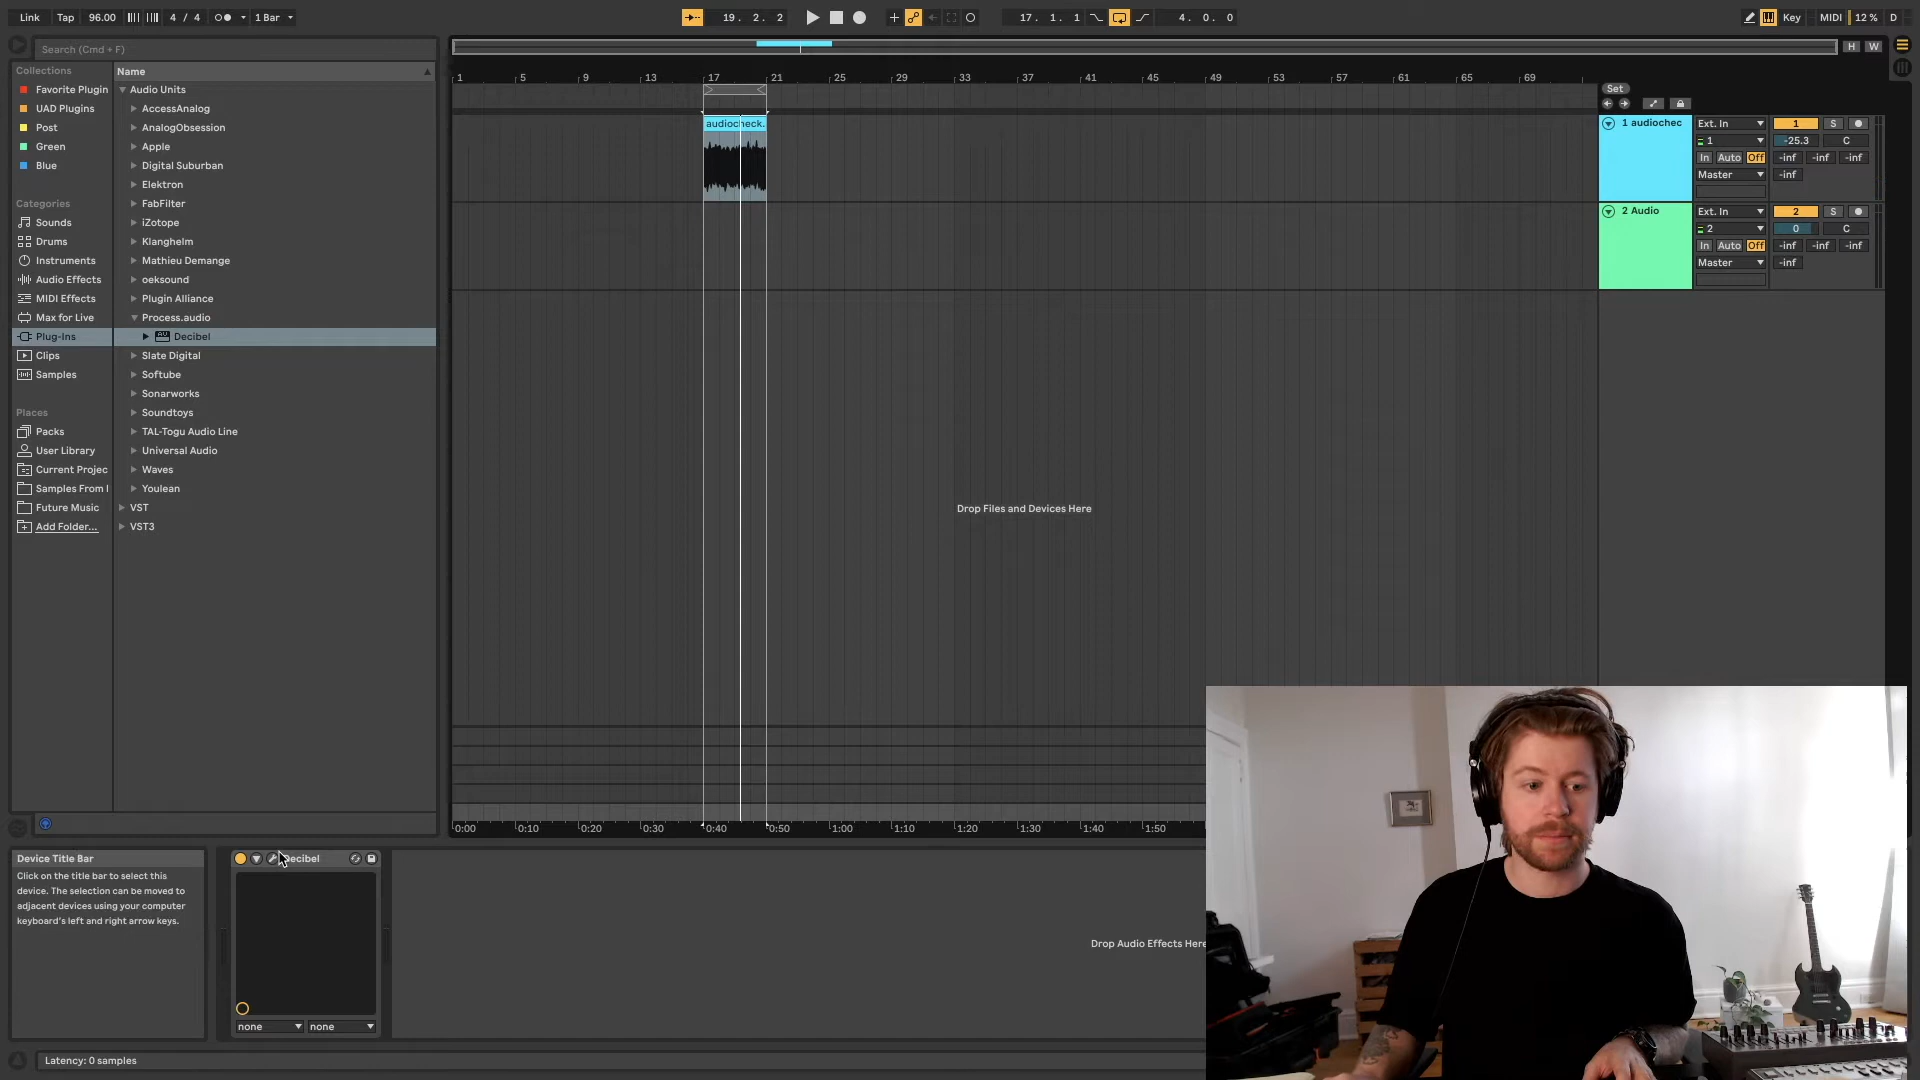 Link Tap 96.00 4 / 4 1 Bar
19. 2. 2
17. 1. 1
4. 0. 0
Key MIDI 12 % D
Search (Cmd + F)
H W
Collections
Favorite Plugin
UAD Plugins
Post
Green
Blue
Categories
Sounds
Drums
Instruments
Audio Effects
MIDI Effects
Max for Live
Plug-Ins
Clips
Samples
Places
Packs
User Library
Current Projec
Samples From
Future Music
Add Folder...
Name
Audio Units
AccessAnalog
AnalogObsession
Apple
Digital Suburban
Elektron
FabFilter
iZotope
Klanghelm
Mathieu Demange
oeksound
Plugin Alliance
Process.audio
Decibel
Slate Digital
Softube
Sonarworks
Soundtoys
TAL-Togu Audio Line
Universal Audio
Waves
Youlean
VST
VST3
1 5 9 13 17 21 25 29 33 37 41 45 49 53 57 61 65 69
Set
audiocheck.
1 audiochec
Ext. In
1 S
1
-25.3 C
In Auto Off
-inf -inf -inf
Master
-inf
2 Audio
Ext. In
2 S
2
0 C
In Auto Off
-inf -inf -inf
Master
-inf
Drop Files and Devices Here
0:00 0:10 0:20 0:30 0:40 0:50 1:00 1:10 1:20 1:30 1:40 1:50
Device Title Bar
Click on the title bar to select this
device. The selection can be moved to
adjacent devices using your computer
keyboard's left and right arrow keys.
Decibel
none none
Drop Audio Effects Here
Latency: 0 samples